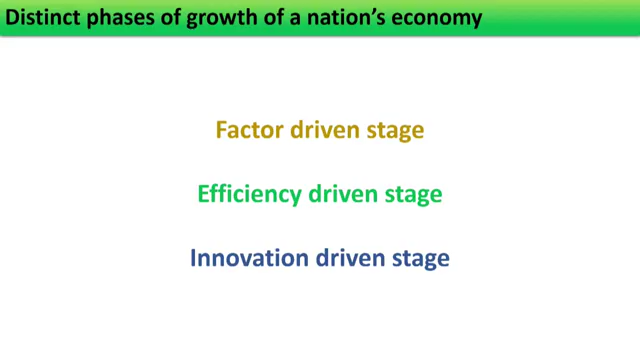 Distinct phases of growth of a nation’s economy
Factor driven stage
Efficiency driven stage
Innovation driven stage